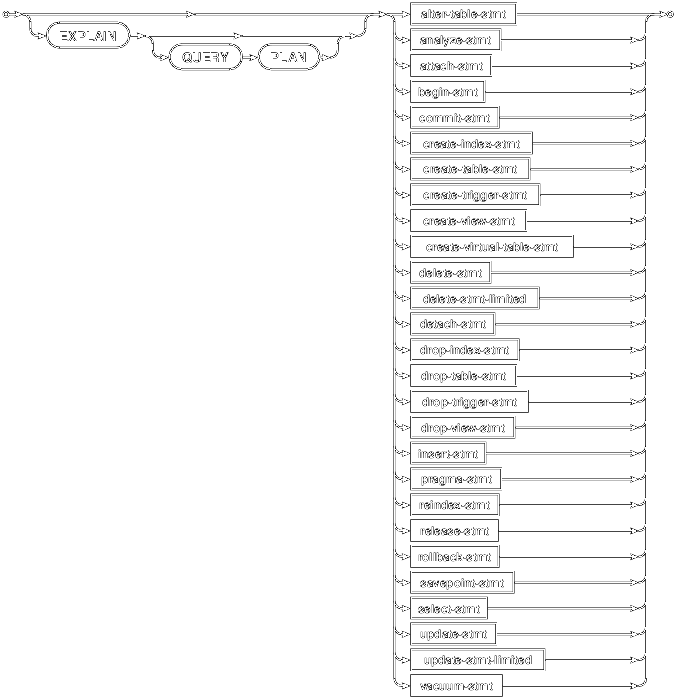 alter-table-stmt
EXPLAIN
analyze-stmt
QUERY PLAN
attach-stmt
begin-stmt
commit-stmt
create-index-stmt
create-table-stmt
create-trigger-stmt
create-view-stmt
create-virtual-table-stmt
delete-stmt
delete-stmt-limited
detach-stmt
drop-index-stmt
drop-table-stmt
drop-trigger-stmt
drop-view-stmt
insert-stmt
pragma-stmt
reindex-stmt
release-stmt
rollback-stmt
savepoint-stmt
select-stmt
update-stmt
update-stmt-limited
vacuum-stmt